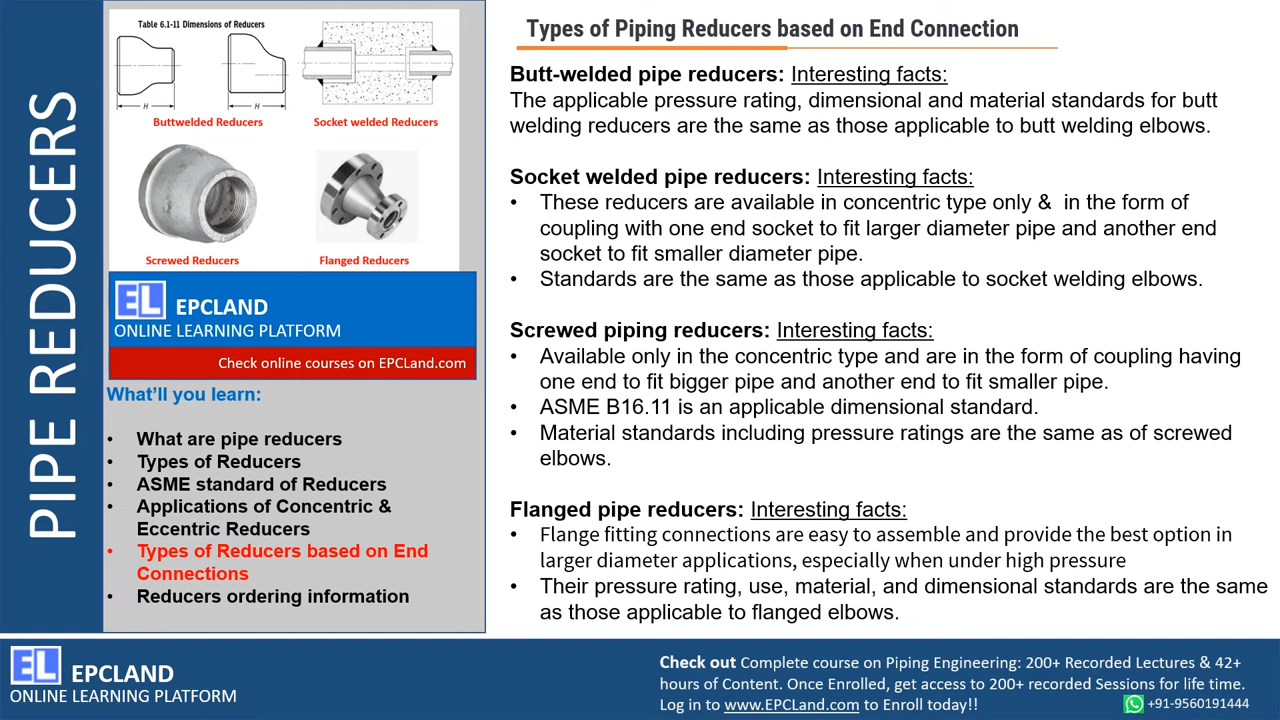 PIPE REDUCERS
Table 6.1-11 Dimensions of Reducers
H
H
Buttwelded Reducers
Socket welded Reducers
Screwed Reducers
Flanged Reducers
EL EPCLAND
ONLINE LEARNING PLATFORM
Check online courses on EPCLand.com
What'll you learn:
• What are pipe reducers
• Types of Reducers
• ASME standard of Reducers
• Applications of Concentric &
Eccentric Reducers
• Types of Reducers based on End
Connections
• Reducers ordering information
Types of Piping Reducers based on End Connection
Butt-welded pipe reducers: Interesting facts:
The applicable pressure rating, dimensional and material standards for butt
welding reducers are the same as those applicable to butt welding elbows.
Socket welded pipe reducers: Interesting facts:
• These reducers are available in concentric type only & in the form of
coupling with one end socket to fit larger diameter pipe and another end
socket to fit smaller diameter pipe.
• Standards are the same as those applicable to socket welding elbows.
Screwed piping reducers: Interesting facts:
• Available only in the concentric type and are in the form of coupling having
one end to fit bigger pipe and another end to fit smaller pipe.
• ASME B16.11 is an applicable dimensional standard.
• Material standards including pressure ratings are the same as of screwed
elbows.
Flanged pipe reducers: Interesting facts:
• Flange fitting connections are easy to assemble and provide the best option in
larger diameter applications, especially when under high pressure
• Their pressure rating, use, material, and dimensional standards are the same
as those applicable to flanged elbows.
EL EPCLAND
ONLINE LEARNING PLATFORM
Check out Complete course on Piping Engineering: 200+ Recorded Lectures & 42+
hours of Content. Once Enrolled, get access to 200+ recorded Sessions for life time.
Log in to www.EPCLand.com to Enroll today!!
+91-9560191444